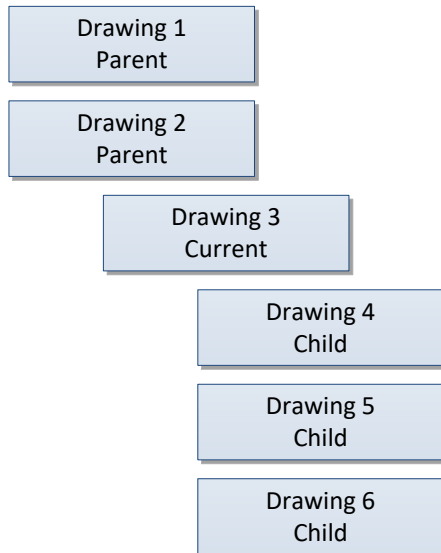 Drawing 1
Parent
Drawing 2
Parent
Drawing 3
Current
Drawing 4
Child
Drawing 5
Child
Drawing 6
Child